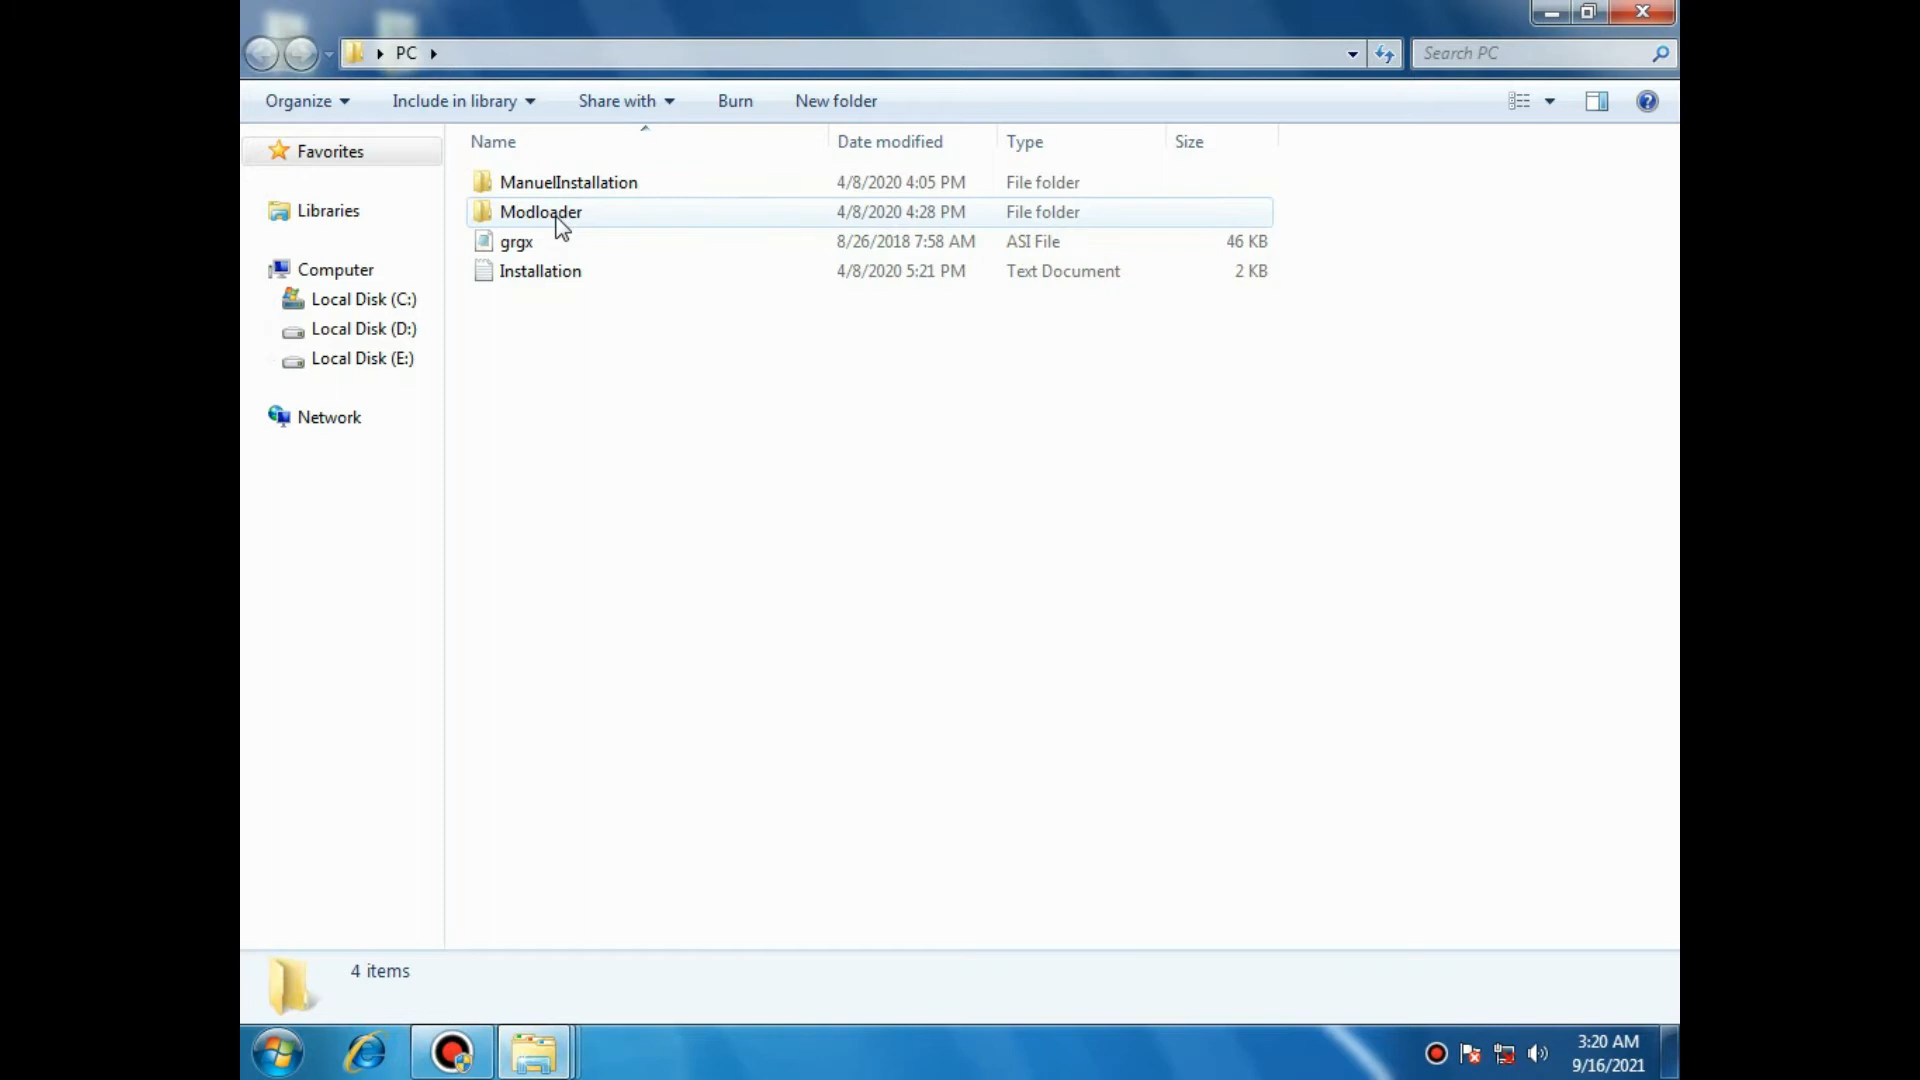 PC
Search PC
Organize Include in library Share with Burn New folder
Name Date modified Type Size
Favorites
Libraries
Computer
Local Disk (C:)
Local Disk (D:)
Local Disk (E:)
Network
ManuelInstallation 4/8/2020 4:05 PM File folder
Modloader 4/8/2020 4:28 PM File folder
grgx 8/26/2018 7:58 AM ASI File 46 KB
Installation 4/8/2020 5:21 PM Text Document 2 KB
4 items
3:20 AM
9/16/2021